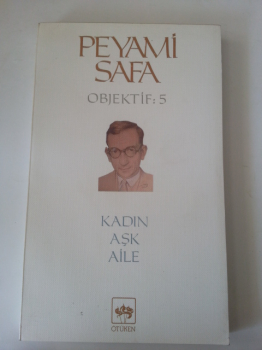 PEYAMİ
SAFA
OBJEKTİF: 5
KADIN
AŞK
AİLE
ÖTÜKEN